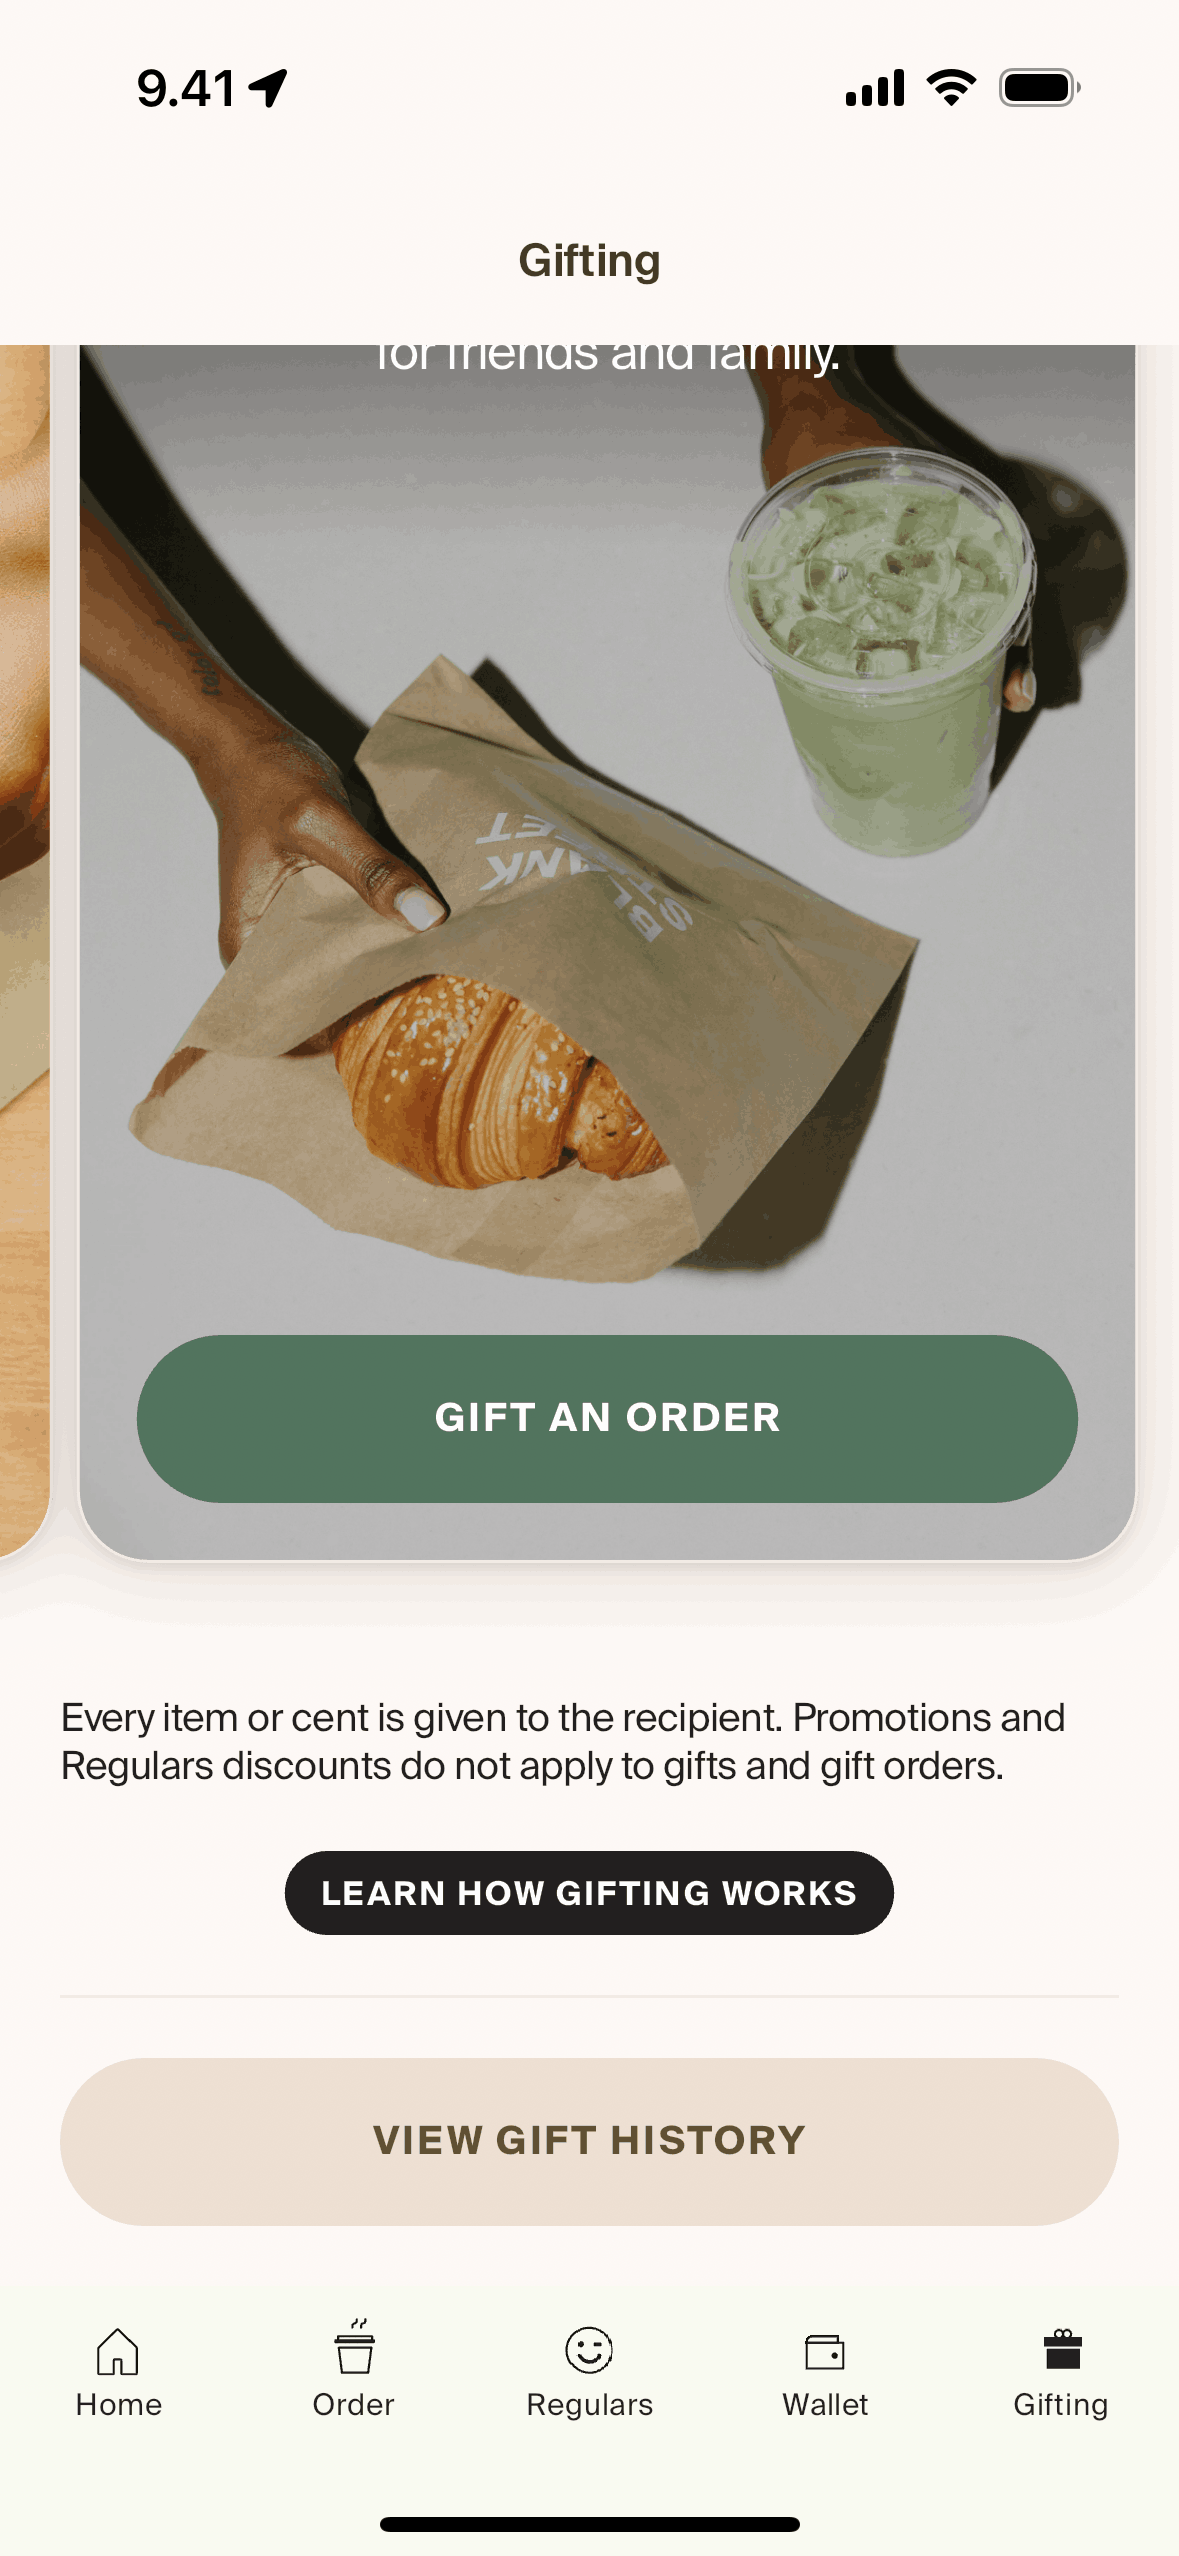 9.41
Gifting
for friends and family.
BLANK
STREET
GIFT AN ORDER
Every item or cent is given to the recipient. Promotions and
Regulars discounts do not apply to gifts and gift orders.
LEARN HOW GIFTING WORKS
VIEW GIFT HISTORY
Home
Order
Regulars
Wallet
Gifting